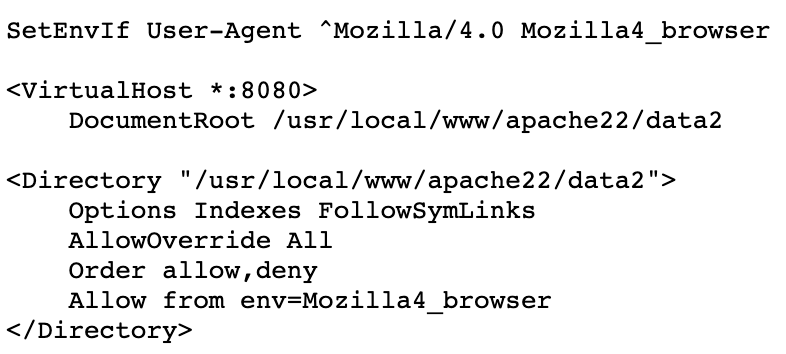 SetEnvIf User-Agent ^Mozilla/4.0 Mozilla4_browser
<VirtualHost *:8080>
DocumentRoot /usr/local/www/apache22/data2
<Directory "/usr/local/www/apache22/data2">
Options Indexes FollowSymLinks
AllowOverride All
Order allow,deny
Allow from env=Mozilla4_browser
</Directory>